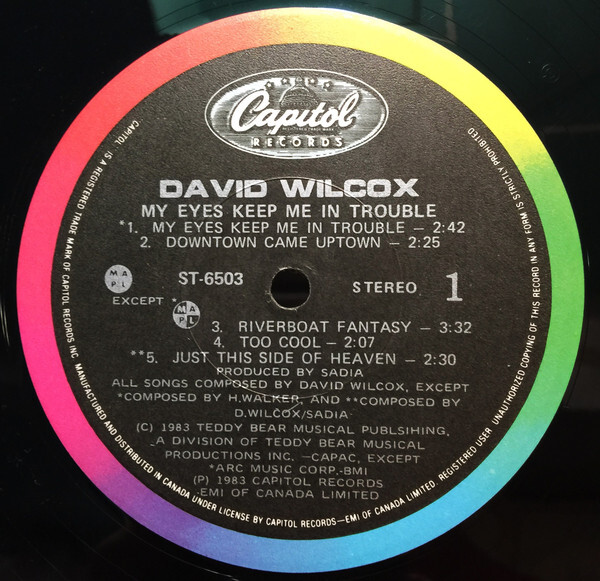 Capitol
REGISTERED TRADE MARK
RECORDS
DAVID WILCOX
MY EYES KEEP ME IN TROUBLE
*1. MY EYES KEEP ME IN TROUBLE – 2:42
2. DOWNTOWN CAME UPTOWN – 2:25
MAPL ST-6503 STEREO 1
EXCEPT * MAPL
3. RIVERBOAT FANTASY – 3:32
4. TOO COOL – 2:07
**5. JUST THIS SIDE OF HEAVEN – 2:30
PRODUCED BY SADIA
ALL SONGS COMPOSED BY DAVID WILCOX, EXCEPT
*COMPOSED BY H.WALKER, AND **COMPOSED BY
D.WILCOX/SADIA
(C) 1983 TEDDY BEAR MUSICAL PUBLSIHING,
A DIVISION OF TEDDY BEAR MUSICAL
PRODUCTIONS INC. –CAPAC, EXCEPT
*ARC MUSIC CORP.-BMI
(P) 1983 CAPITOL RECORDS
-EMI OF CANADA LIMITED
CAPITOL IS A REGISTERED TRADE MARK OF CAPITOL RECORDS INC. MANUFACTURED AND DISTRIBUTED IN CANADA UNDER LICENSE BY CAPITOL RECORDS—EMI OF CANADA LIMITED. REGISTERED USER. UNAUTHORIZED COPYING OF THIS RECORD IN ANY FORM IS STRICTLY PROHIBITED